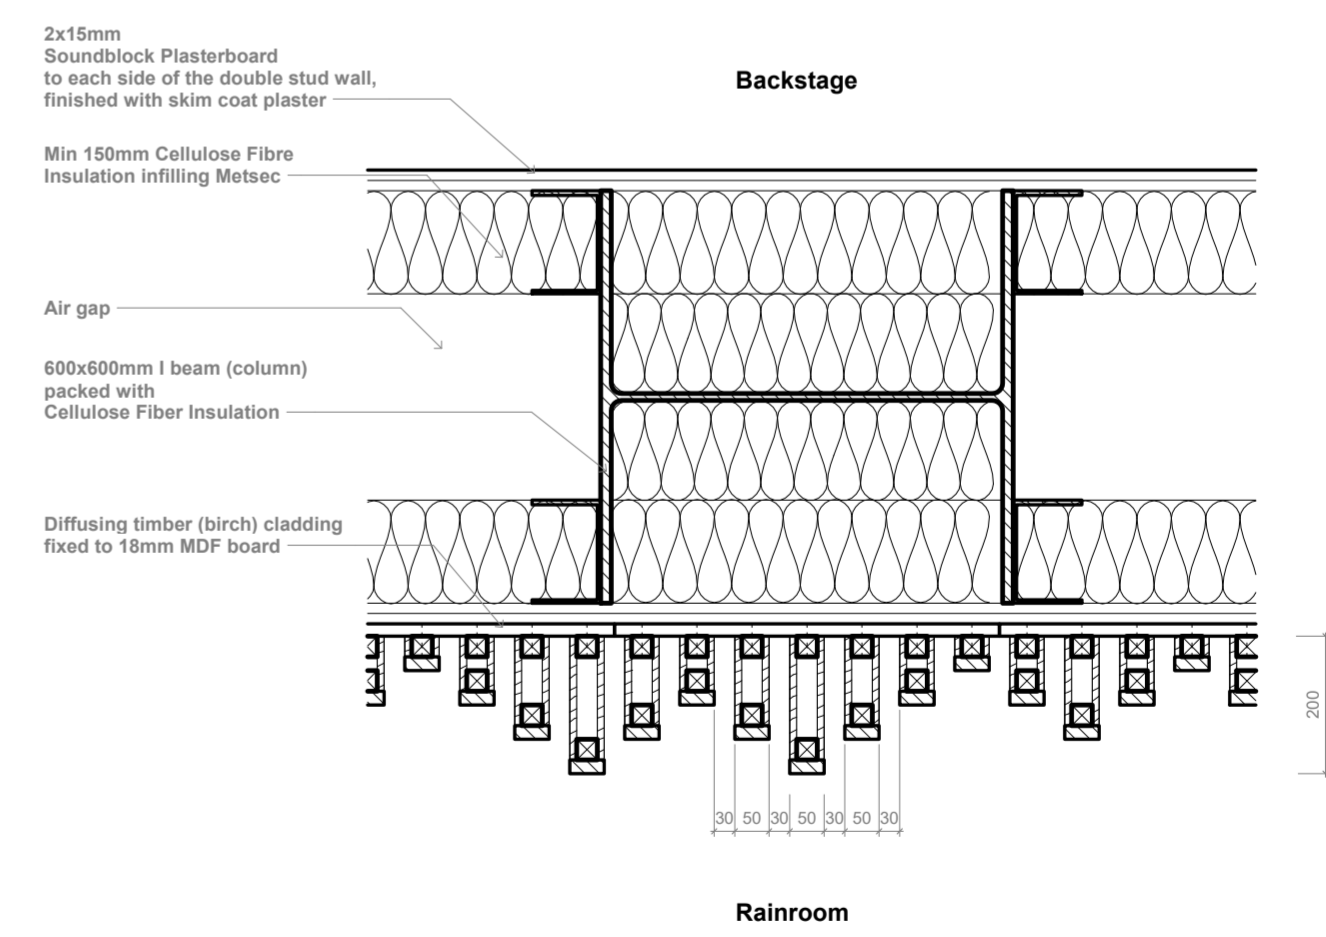 2x15mm
Soundblock Plasterboard
to each side of the double stud wall,
finished with skim coat plaster
Backstage
Min 150mm Cellulose Fibre
Insulation infilling Metsec
Air gap
600x600mm I beam (column)
packed with
Cellulose Fiber Insulation
Diffusing timber (birch) cladding
fixed to 18mm MDF board
200
30 50 30 50 30 50 30
Rainroom